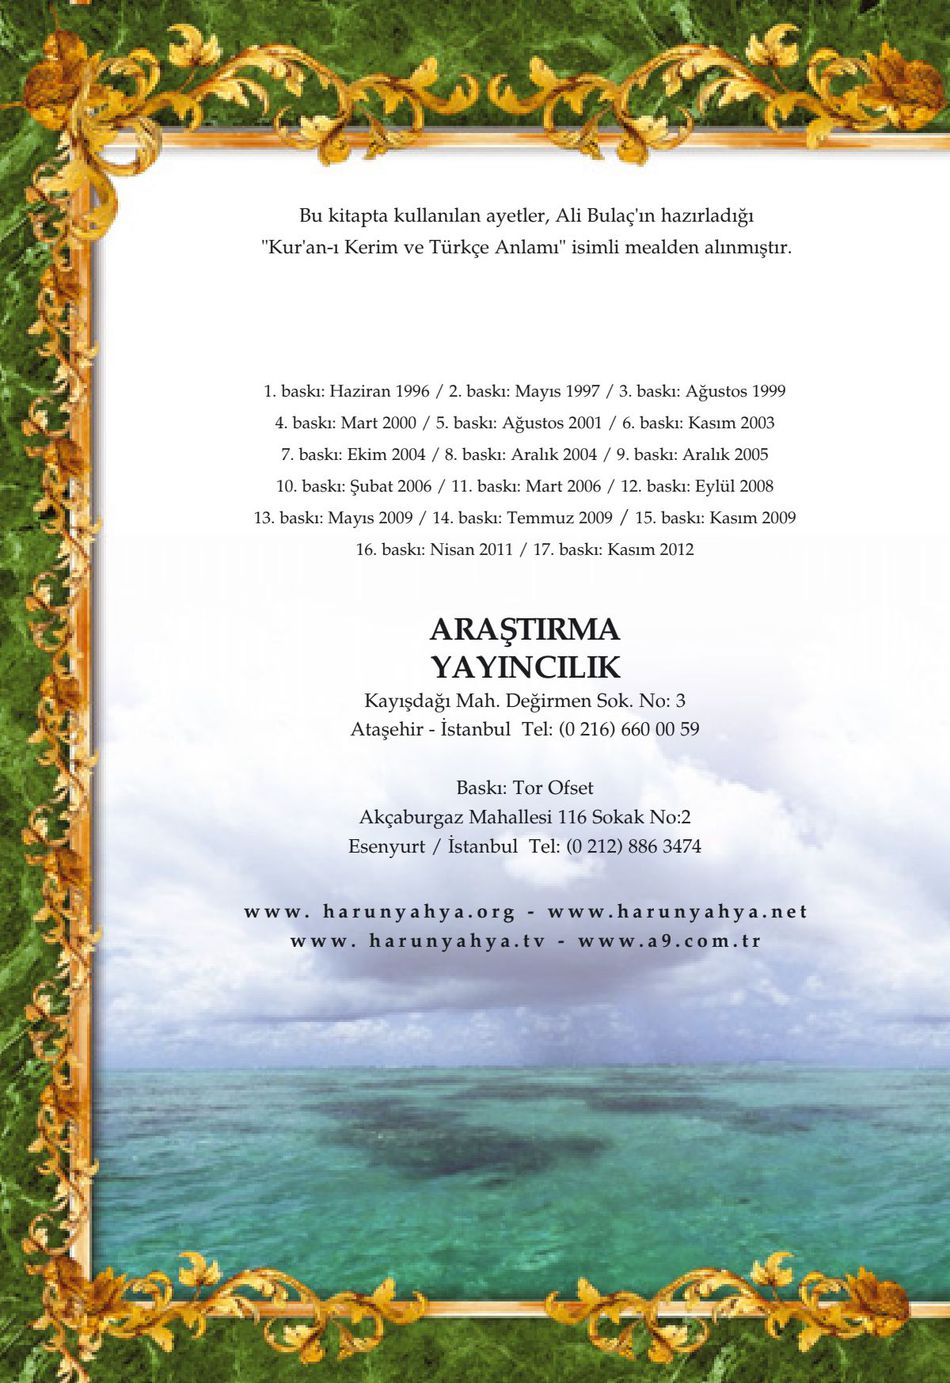 Bu kitapta kullanılan ayetler, Ali Bulaç'ın hazırladığı
"Kur'an-ı Kerim ve Türkçe Anlamı" isimli mealden alınmıştır.
1. baskı: Haziran 1996 / 2. baskı: Mayıs 1997 / 3. baskı: Ağustos 1999
4. baskı: Mart 2000 / 5. baskı: Ağustos 2001 / 6. baskı: Kasım 2003
7. baskı: Ekim 2004 / 8. baskı: Aralık 2004 / 9. baskı: Aralık 2005
10. baskı: Şubat 2006 / 11. baskı: Mart 2006 / 12. baskı: Eylül 2008
13. baskı: Mayıs 2009 / 14. baskı: Temmuz 2009 / 15. baskı: Kasım 2009
16. baskı: Nisan 2011 / 17. baskı: Kasım 2012
ARAŞTIRMA
YAYINCILIK
Kayışdağı Mah. Değirmen Sok. No: 3
Ataşehir - İstanbul  Tel: (0 216) 660 00 59
Baskı: Tor Ofset
Akçaburgaz Mahallesi 116 Sokak No:2
Esenyurt / İstanbul  Tel: (0 212) 886 3474
www. harunyahya.org - www.harunyahya.net
www. harunyahya.tv - www.a9.com.tr